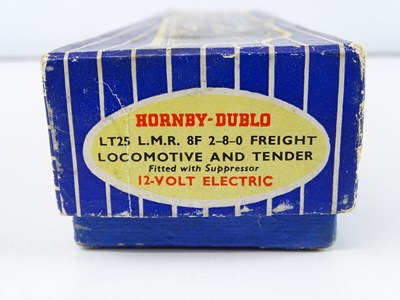 HORNBY-DUBLO
LT25 L.M.R. 8F 2-8-0 FREIGHT
LOCOMOTIVE AND TENDER
Fitted with Suppressor
12-VOLT ELECTRIC